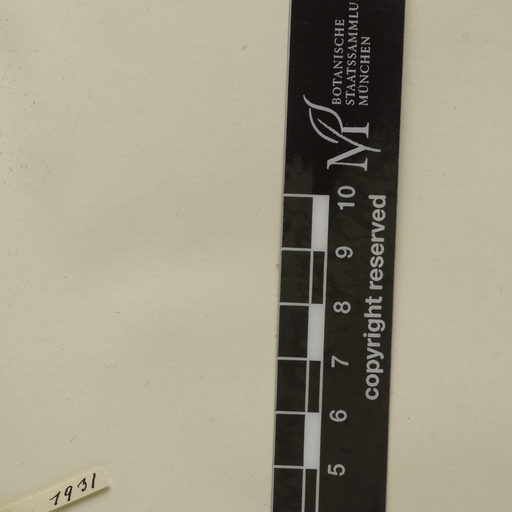 BOTANISCHE
STAATSSAMMLU
MÜNCHEN
M
10
9
8
7
6
5
copyright reserved
1931